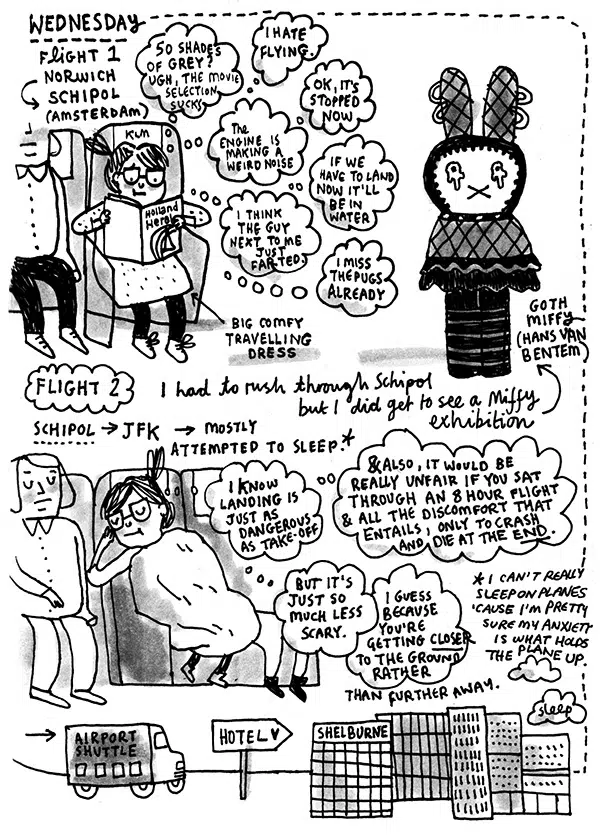 WEDNESDAY
FLIGHT 1
NORWICH
SCHIPOL
(AMSTERDAM)
50 SHADES
OF GREY?
UGH, THE MOVIE
SELECTION
SUCKS
I HATE
FLYING.
OK, IT'S
STOPPED
NOW
The
ENGINE IS
MAKING A
WEIRD NOISE
IF WE
HAVE TO LAND
NOW IT'LL
BE IN
WATER
I THINK
THE GUY
NEXT TO ME
JUST
FARTED
I MISS
THE PUGS
ALREADY
KLM
Holland
Herald
BIG COMFY
TRAVELLING
DRESS
GOTH
MIFFY
(HANS VAN
BENTEM)
FLIGHT 2
I had to rush through Schipol
but I did get to see a Miffy
exhibition
SCHIPOL → JFK → MOSTLY
ATTEMPTED TO SLEEP.*
I KNOW
LANDING IS
JUST AS
DANGEROUS
AS TAKE-OFF
& ALSO, IT WOULD BE
REALLY UNFAIR IF YOU SAT
THROUGH AN 8 HOUR FLIGHT
& ALL THE DISCOMFORT THAT
ENTAILS, ONLY TO CRASH
AND DIE AT THE END.
BUT IT'S
JUST SO
MUCH LESS
SCARY.
I GUESS
BECAUSE
YOU'RE
GETTING CLOSER
TO THE GROUND
RATHER
THAN FURTHER AWAY.
* I CAN'T REALLY
SLEEP ON PLANES
'CAUSE I'M PRETTY
SURE MY ANXIETY
IS WHAT HOLDS
THE PLANE UP.
sleep
AIRPORT
SHUTTLE
HOTEL
SHELBURNE